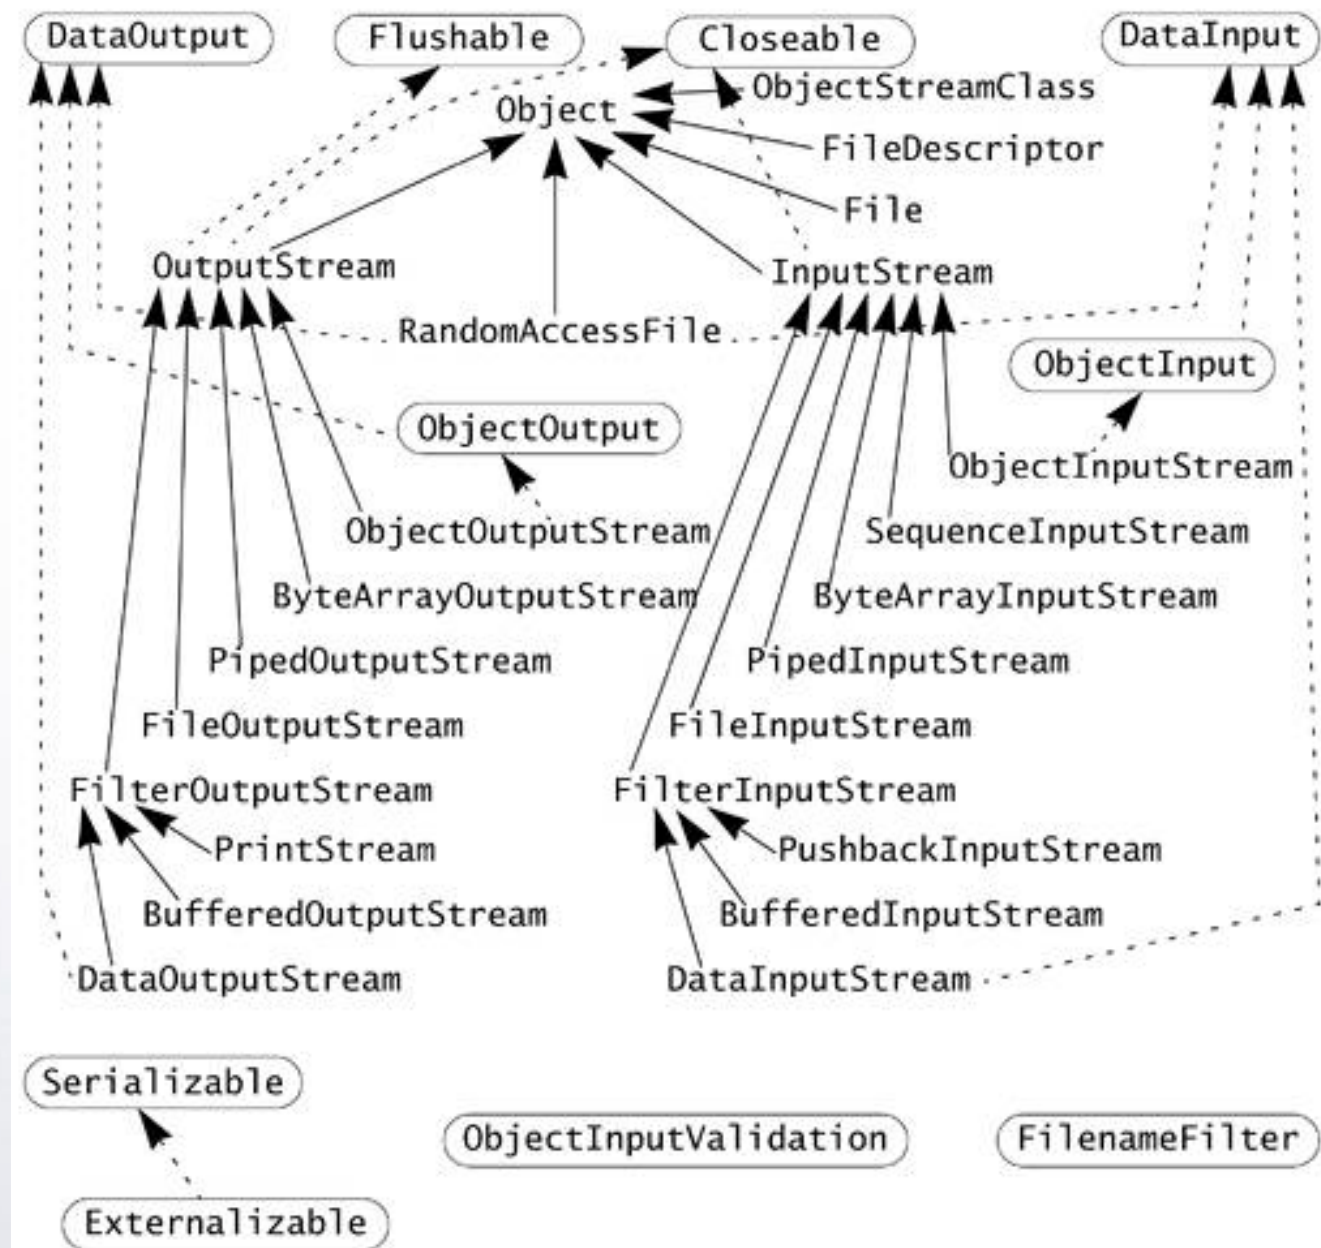 DataOutput
Flushable
Closeable
DataInput
ObjectStreamClass
Object
FileDescriptor
File
OutputStream
InputStream
RandomAccessFile
ObjectInput
ObjectOutput
ObjectInputStream
ObjectOutputStream
SequenceInputStream
ByteArrayOutputStream
ByteArrayInputStream
PipedOutputStream
PipedInputStream
FileOutputStream
FileInputStream
FilterOutputStream
FilterInputStream
PrintStream
PushbackInputStream
BufferedOutputStream
BufferedInputStream
DataOutputStream
DataInputStream
Serializable
ObjectInputValidation
FilenameFilter
Externalizable